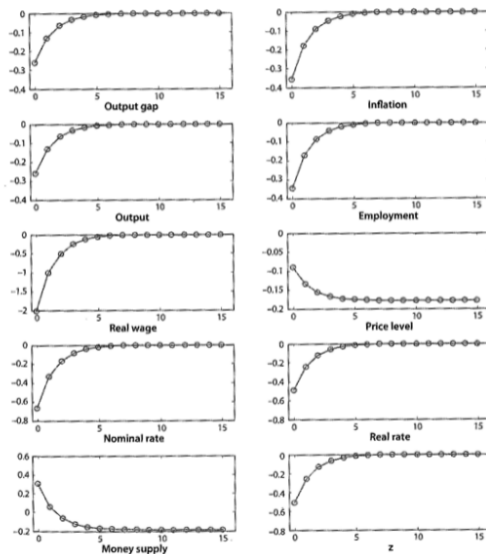 0
−0.1
−0.2
−0.3
−0.4
0 5 10 15
Output gap
0
−0.1
−0.2
−0.3
−0.4
0 5 10 15
Inflation
0
−0.1
−0.2
−0.3
−0.4
0 5 10 15
Output
0
−0.1
−0.2
−0.3
−0.4
0 5 10 15
Employment
0
−0.5
−1
−1.5
−2
0 5 10 15
Real wage
0
−0.05
−0.1
−0.15
−0.2
0 5 10 15
Price level
0
−0.2
−0.4
−0.6
−0.8
0 5 10 15
Nominal rate
0
−0.2
−0.4
−0.6
−0.8
0 5 10 15
Real rate
0.6
0.4
0.2
0
−0.2
0 5 10 15
Money supply
0
−0.2
−0.4
−0.6
−0.8
0 5 10 15
z